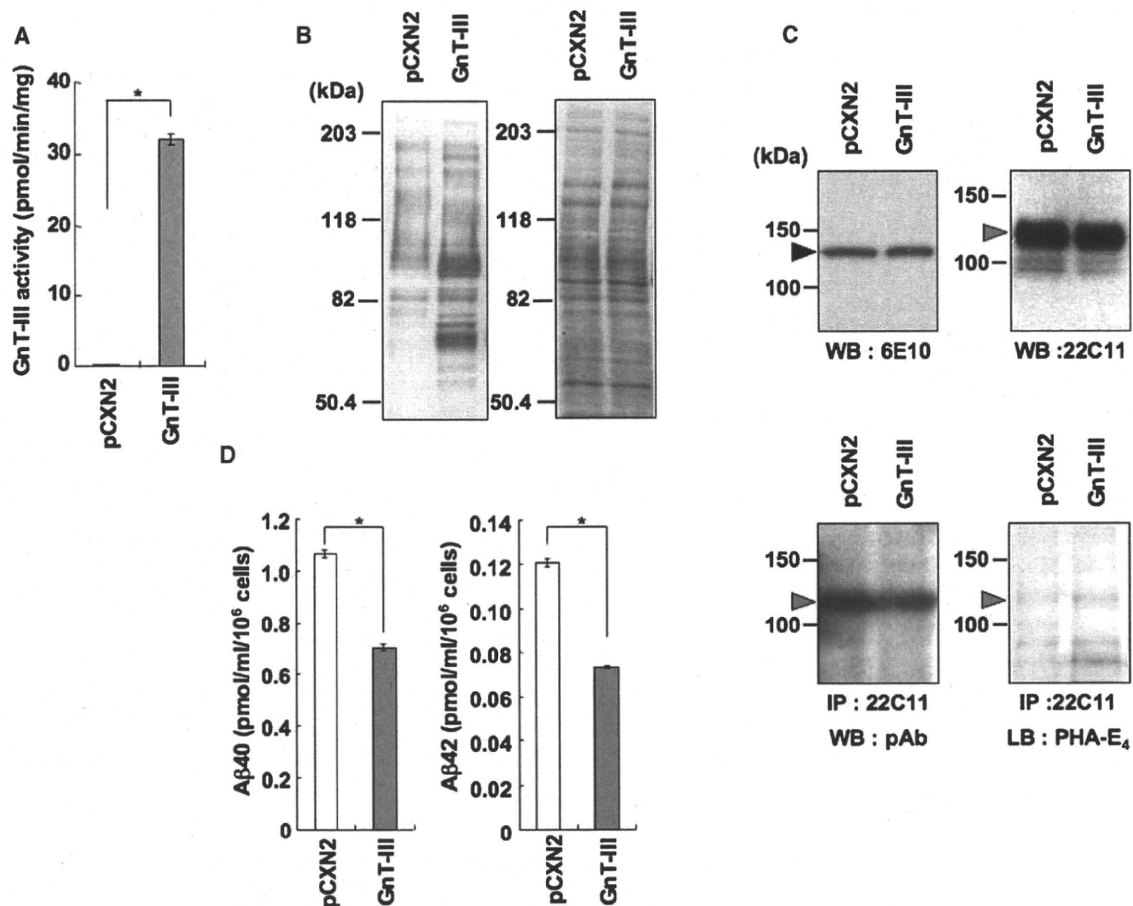 A
GnT-III activity (pmol/min/mg)
40
30
20
10
0
*
pCXN2
GnT-III
B
pCXN2
GnT-III
pCXN2
GnT-III
(kDa)
203
118
82
50.4
203
118
82
50.4
C
pCXN2
GnT-III
pCXN2
GnT-III
(kDa)
150
100
150
100
WB : 6E10
WB :22C11
pCXN2
GnT-III
pCXN2
GnT-III
150
100
150
100
IP : 22C11
WB : pAb
IP :22C11
LB : PHA-E4
D
Aβ40 (pmol/ml/10⁶ cells)
1.2
1.0
0.8
0.6
0.4
0.2
0
*
pCXN2
GnT-III
Aβ42 (pmol/ml/10⁶ cells)
0.14
0.12
0.10
0.08
0.06
0.04
0.02
0
*
pCXN2
GnT-III